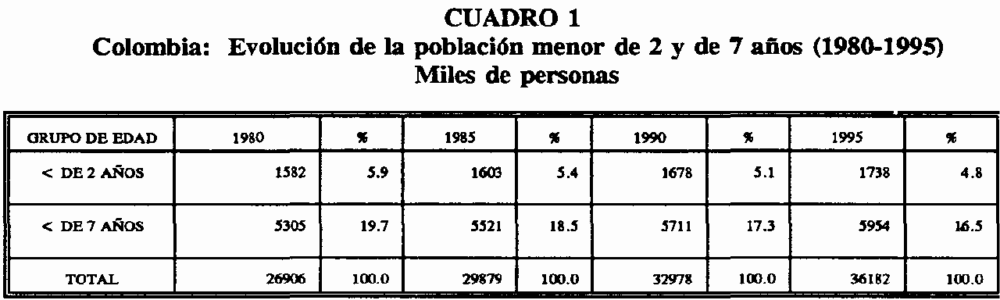 CUADRO 1
Colombia: Evolución de la población menor de 2 y de 7 años (1980-1995)
Miles de personas
GRUPO DE EDAD 1980 % 1985 % 1990 % 1995 %
< DE 2 AÑOS 1582 5.9 1603 5.4 1678 5.1 1738 4.8
< DE 7 AÑOS 5305 19.7 5521 18.5 5711 17.3 5954 16.5
TOTAL 26906 100.0 29879 100.0 32978 100.0 36182 100.0